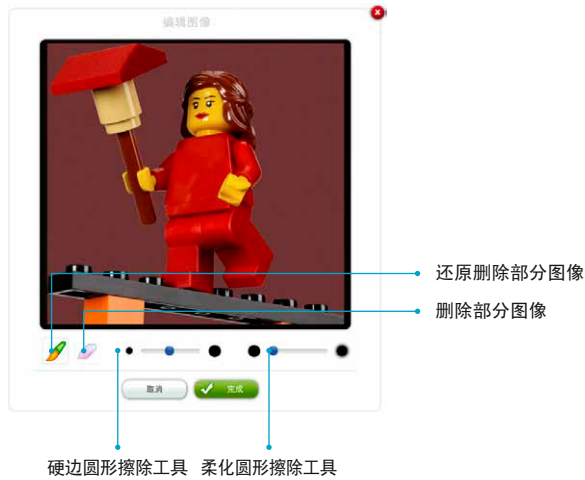 编辑图像
还原删除部分图像
删除部分图像
取消
完成
硬边圆形擦除工具
柔化圆形擦除工具